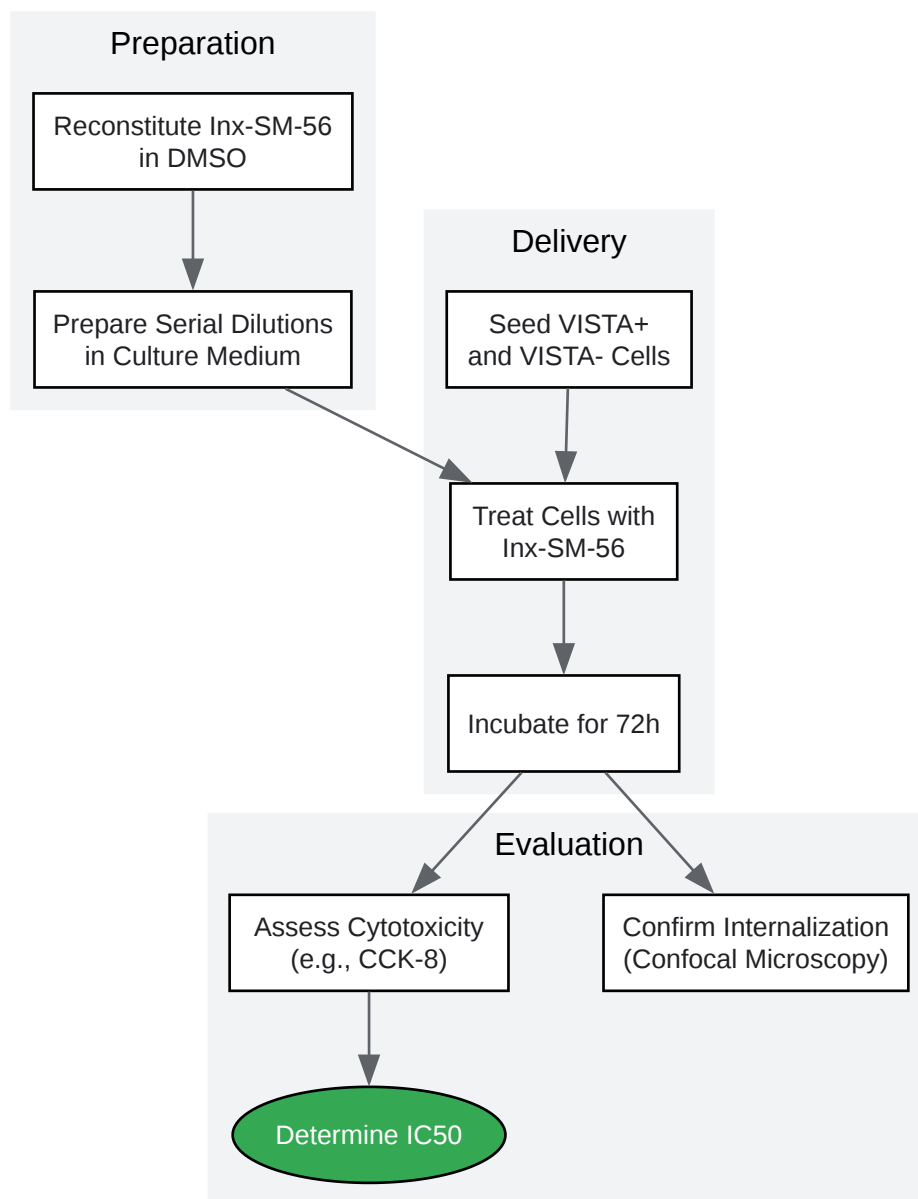 Preparation
Reconstitute Inx-SM-56
in DMSO
Prepare Serial Dilutions
in Culture Medium
Delivery
Seed VISTA+
and VISTA- Cells
Treat Cells with
Inx-SM-56
Incubate for 72h
Evaluation
Assess Cytotoxicity
(e.g., CCK-8)
Confirm Internalization
(Confocal Microscopy)
Determine IC50